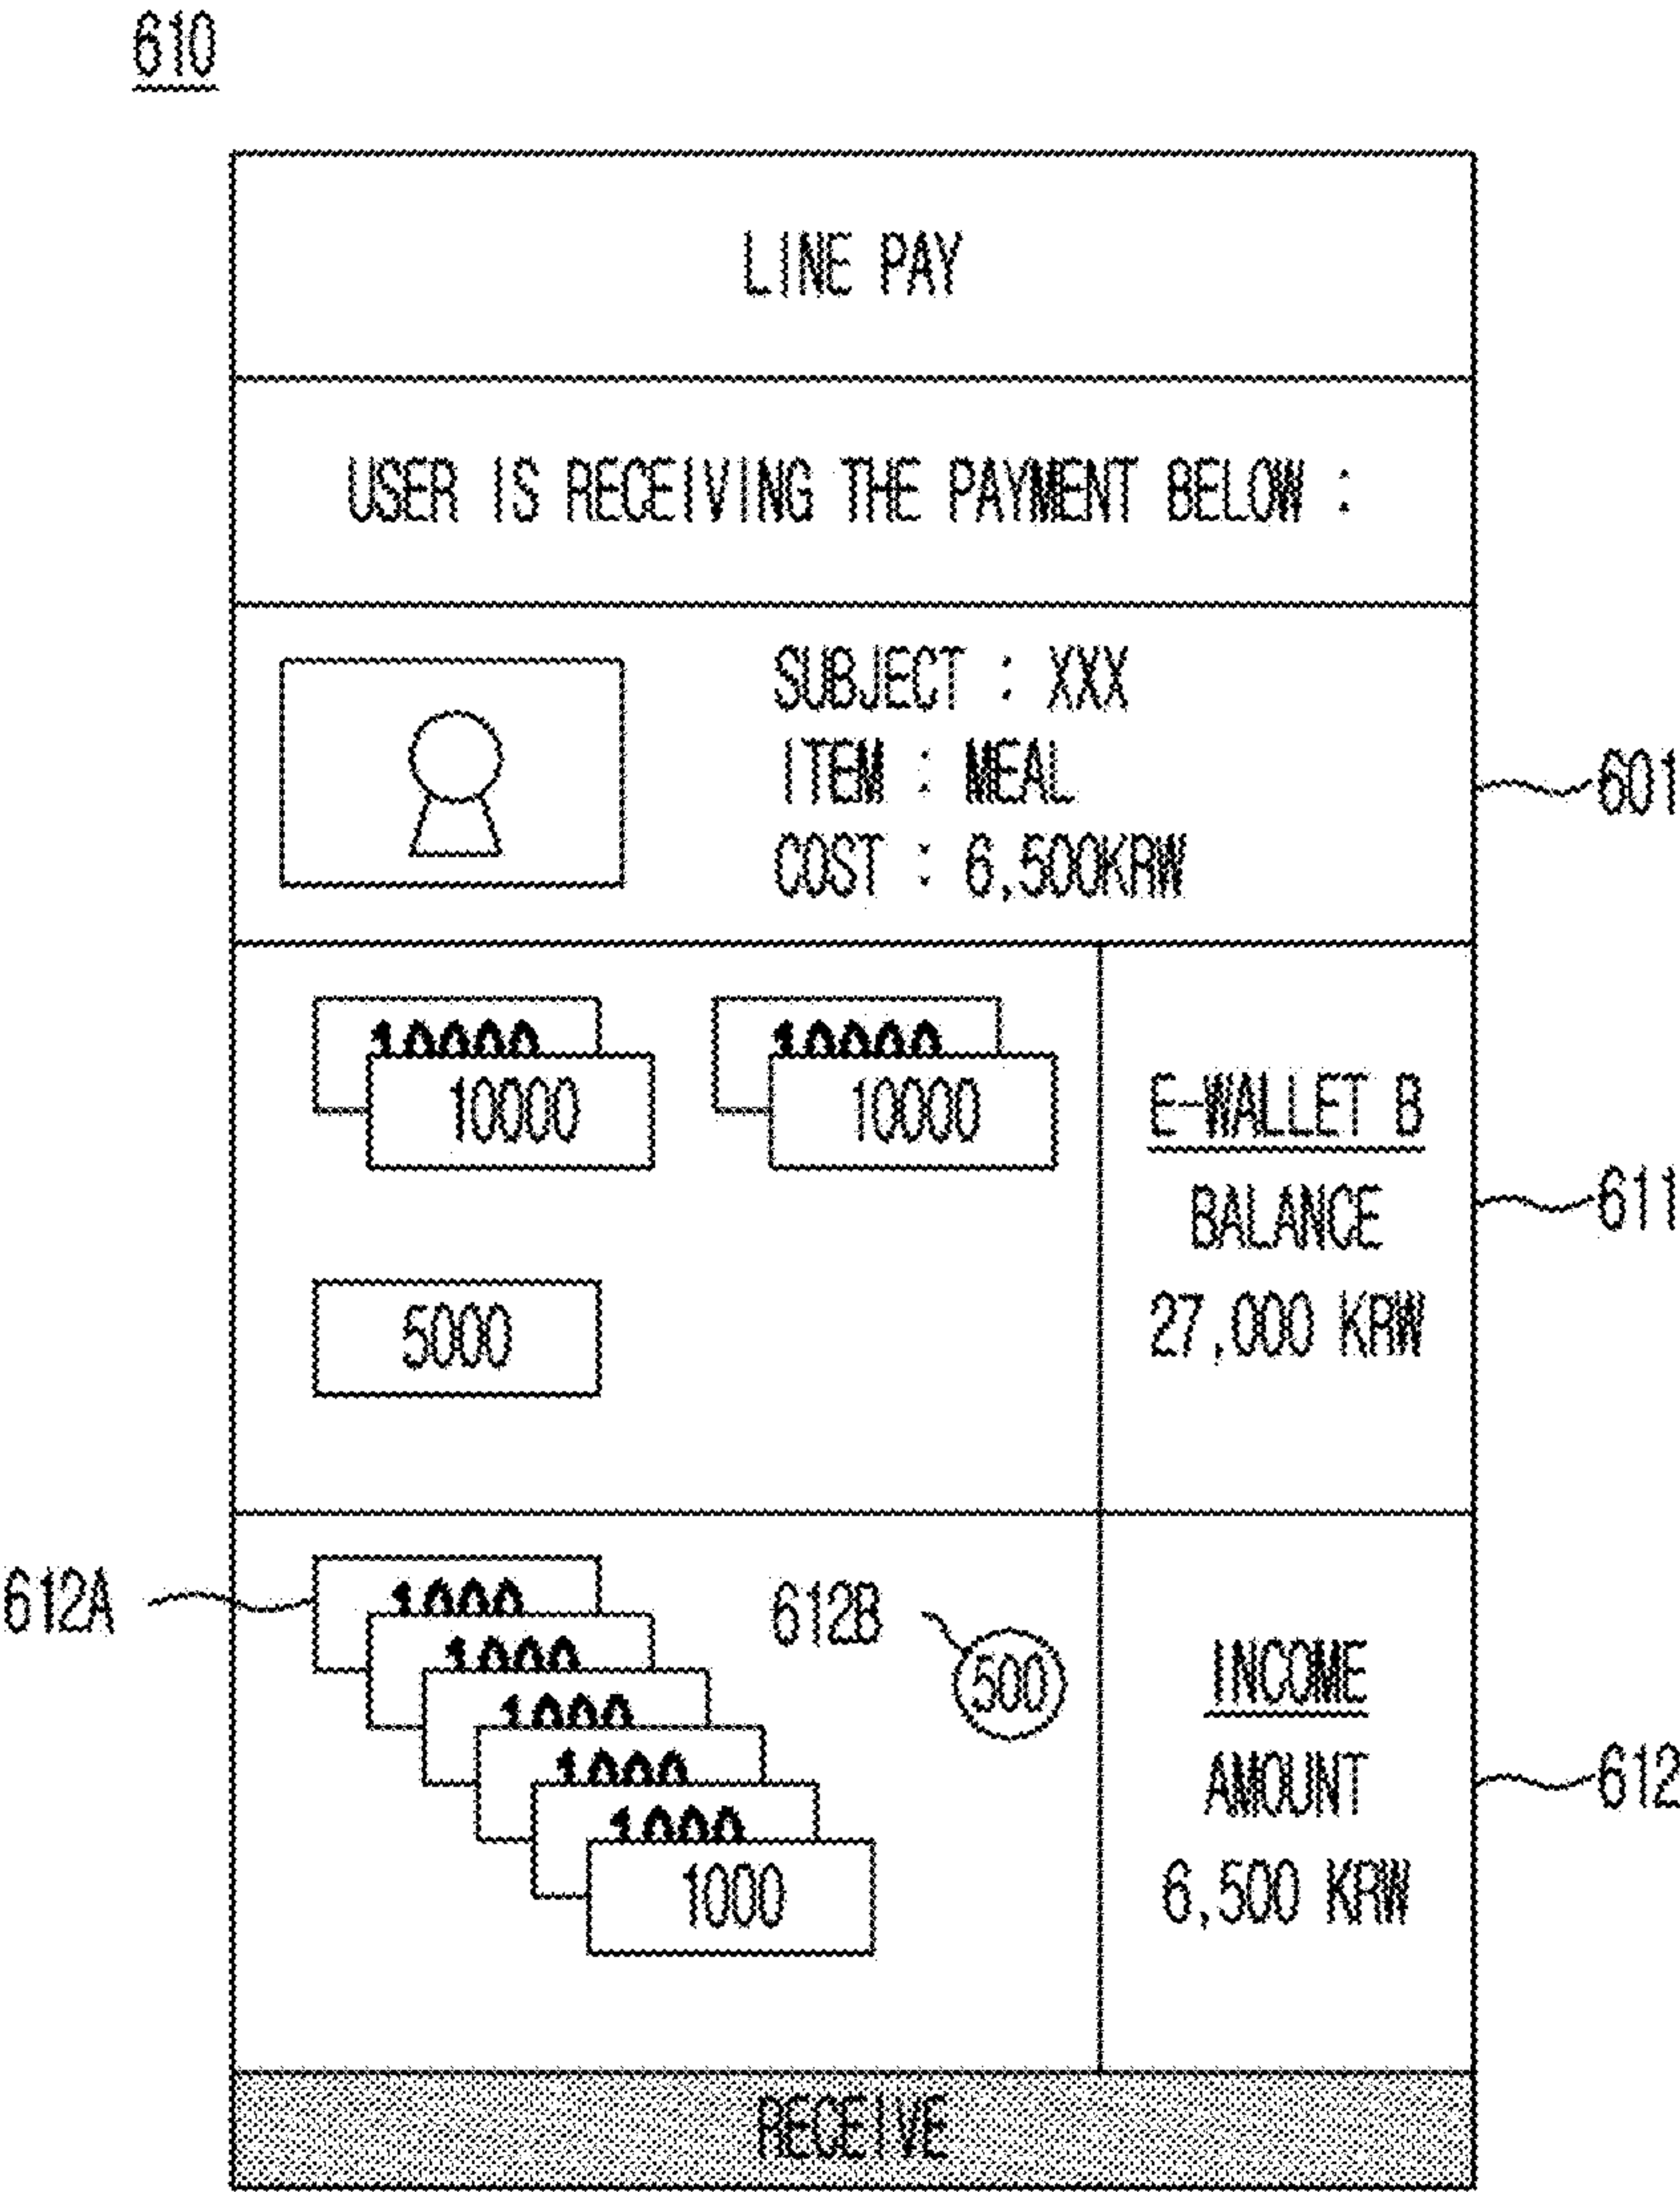 610
LINE PAY
USER IS RECEIVING THE PAYMENT BELOW :
SUBJECT : XXX
ITEM : MEAL
COST : 6,500KRW
601
10000
10000
10000
10000
5000
E-WALLET B
BALANCE
27,000 KRW
611
612A
1000
1000
1000
1000
1000
1000
612B
500
INCOME
AMOUNT
6,500 KRW
612
RECEIVE